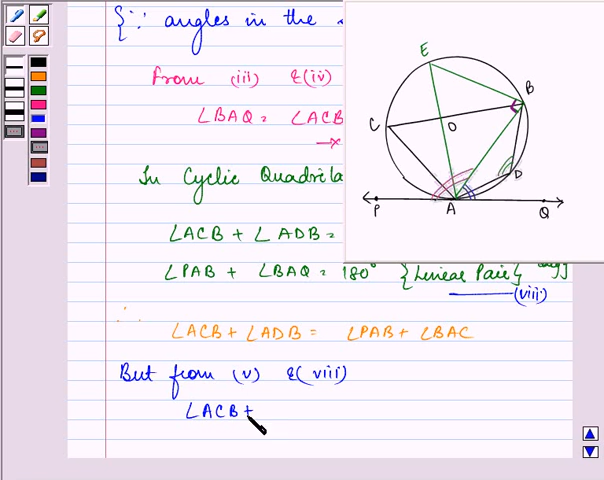 {∵ angles in the
From (iii) & (iv)
∠BAQ = ∠ACB
In Cyclic Quadrila
∠ACB + ∠ADB =
∠PAB + ∠BAQ = 180° {Linear Pair}
(viii)
∴ ∠ACB + ∠ADB = ∠PAB + ∠BAC
But from (v) & (viii)
∠ACB +
E
B
C
O
D
P
A
Q